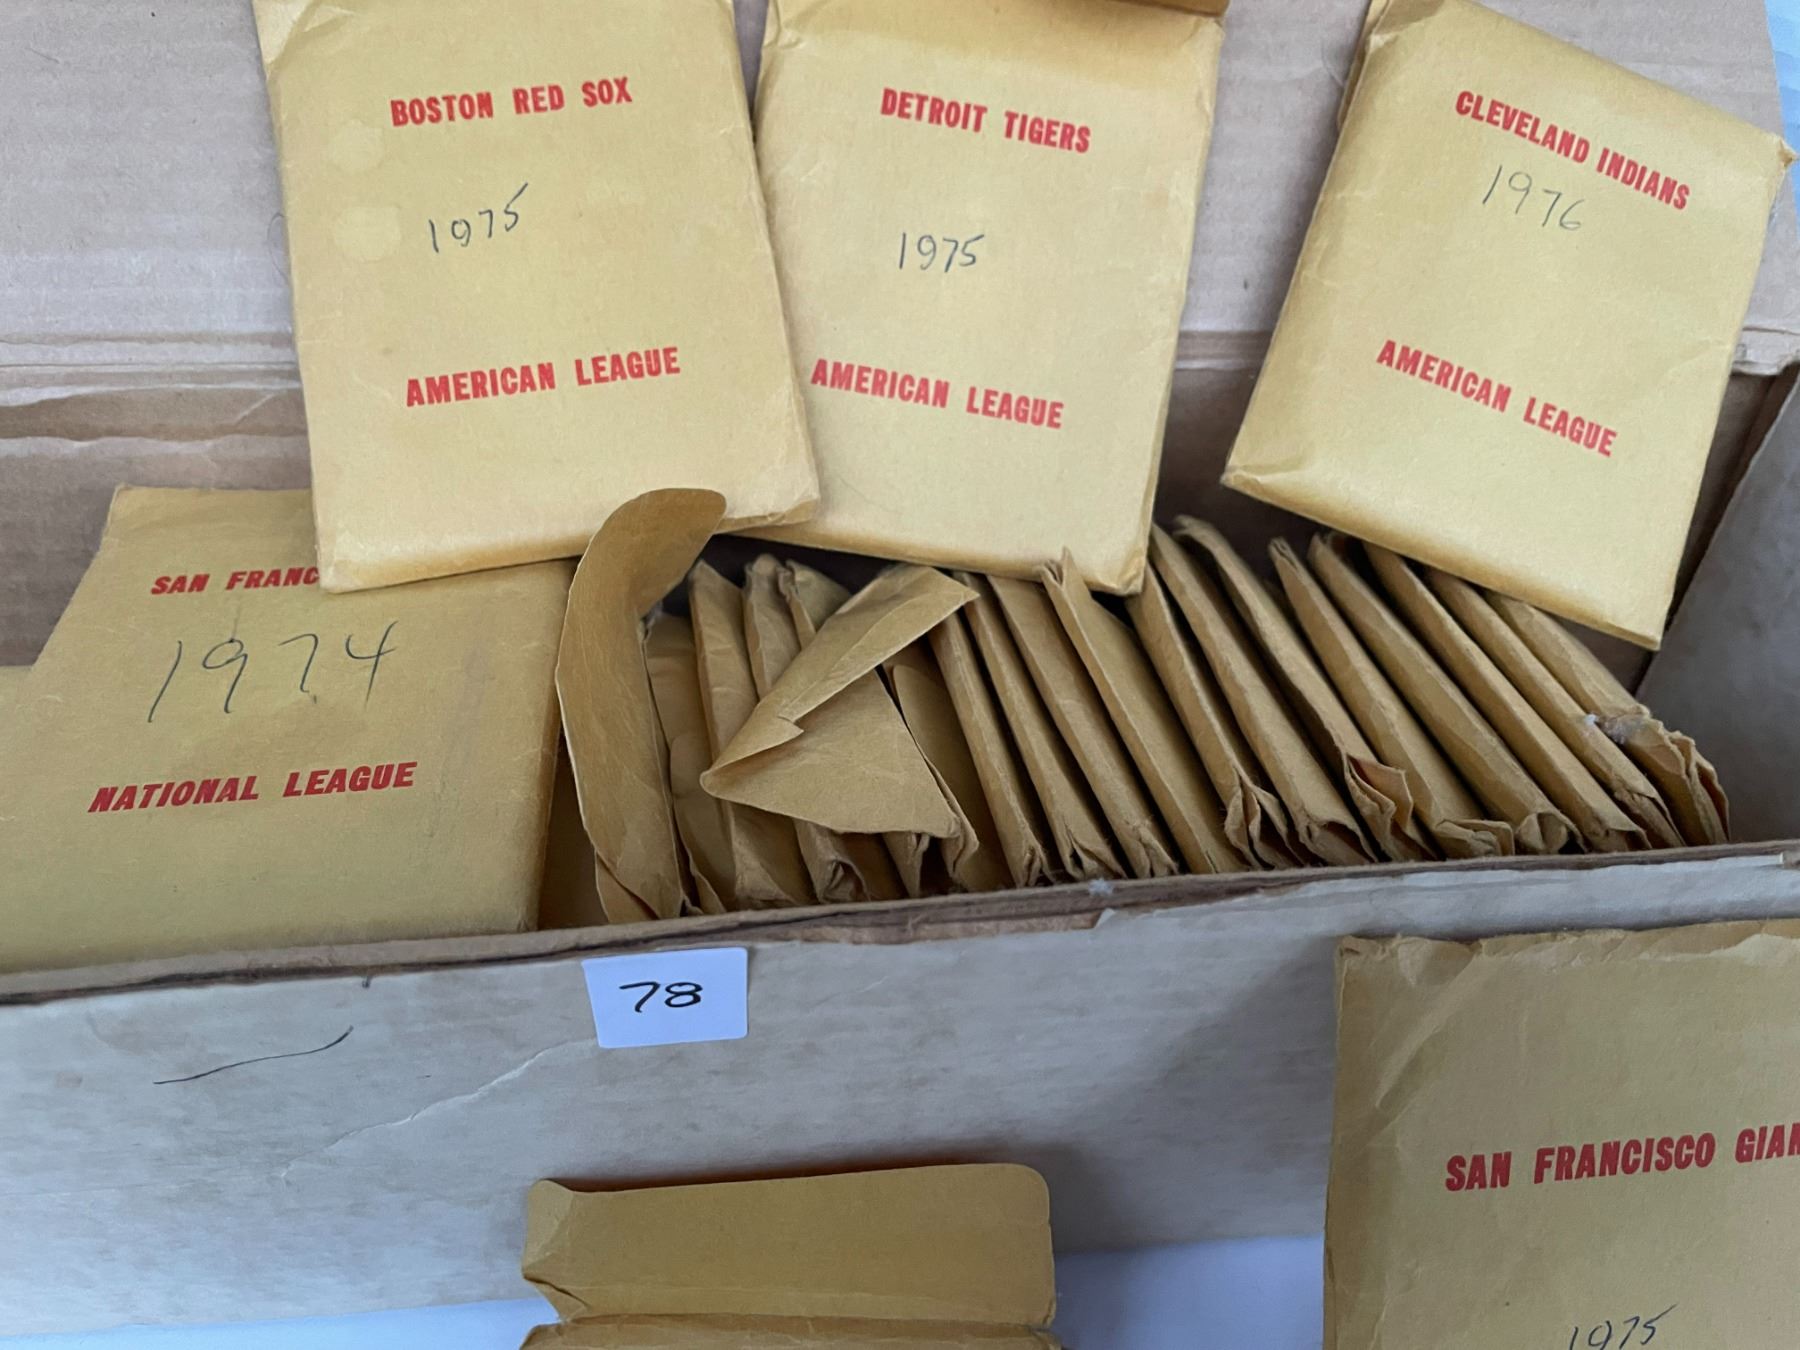 BOSTON RED SOX
1975
AMERICAN LEAGUE
DETROIT TIGERS
1975
AMERICAN LEAGUE
CLEVELAND INDIANS
1976
AMERICAN LEAGUE
SAN FRANC
1974
NATIONAL LEAGUE
78
SAN FRANCISCO GIAN
1975